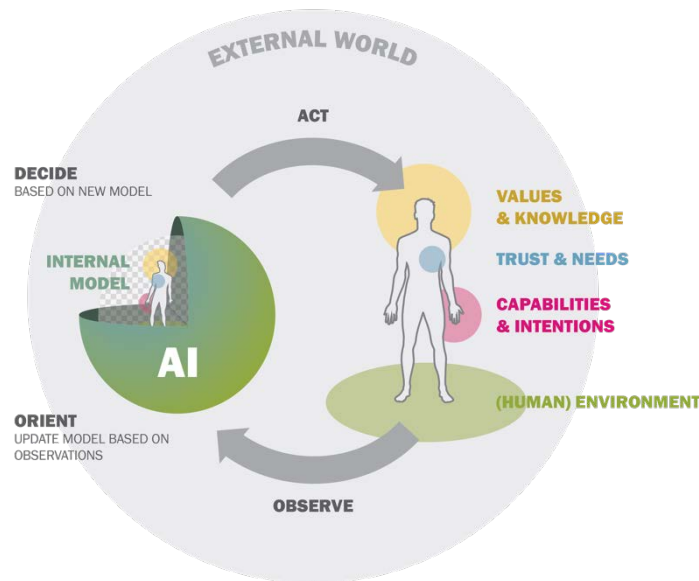 EXTERNAL WORLD
ACT
DECIDE
BASED ON NEW MODEL
VALUES
& KNOWLEDGE
INTERNAL
MODEL
TRUST & NEEDS
CAPABILITIES
& INTENTIONS
AI
(HUMAN) ENVIRONMENT
ORIENT
UPDATE MODEL BASED ON
OBSERVATIONS
OBSERVE